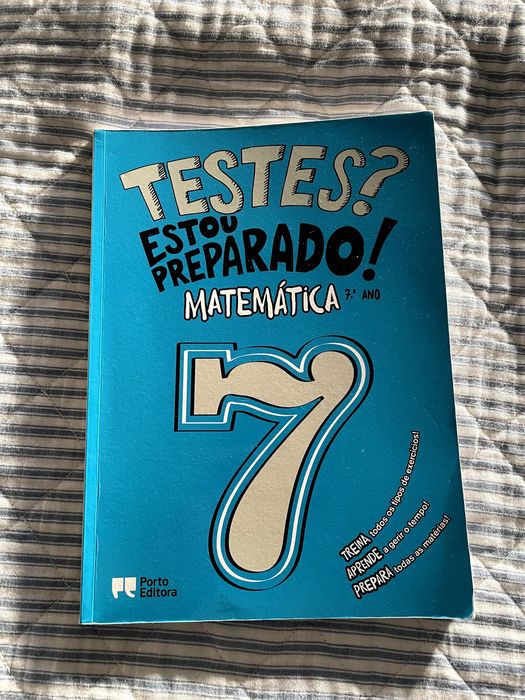 TESTES?
ESTOU
PREPARADO!
MATEMÁTICA 7.º ANO
7
TREINA todos os tipos de exercícios!
APRENDE a gerir o tempo!
PREPARA todas as matérias!
Porto
Editora